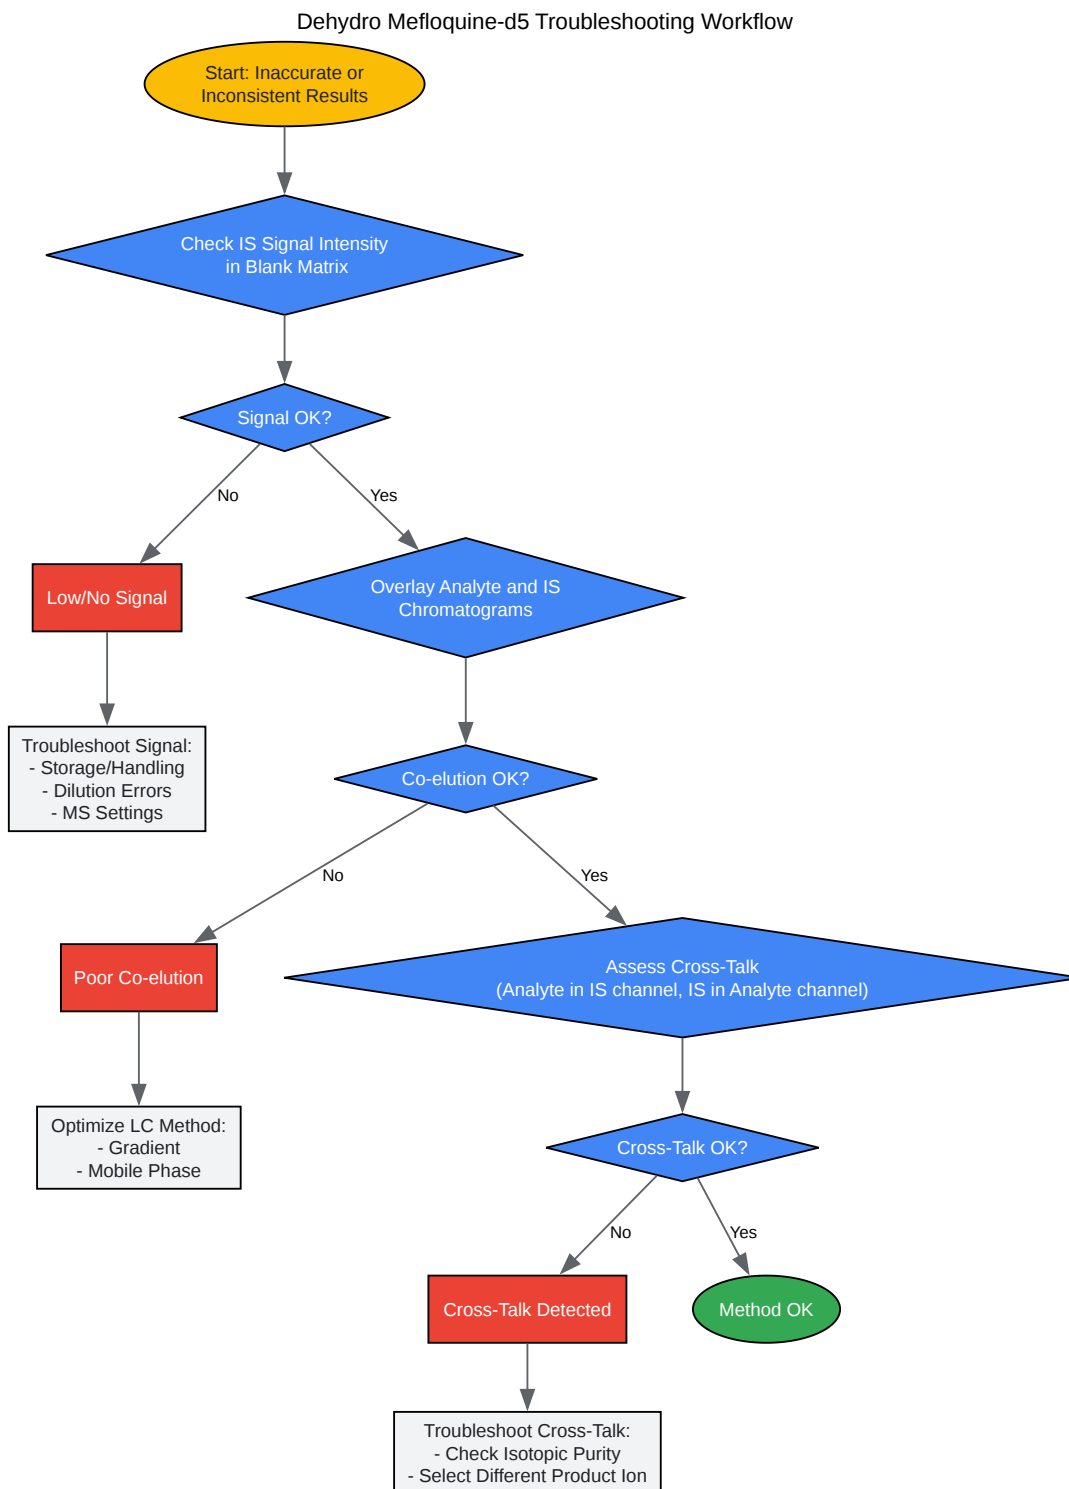 Dehydro Mefloquine-d5 Troubleshooting Workflow
Start: Inaccurate or
Inconsistent Results
Check IS Signal Intensity
in Blank Matrix
Signal OK?
No
Yes
Low/No Signal
Overlay Analyte and IS
Chromatograms
Troubleshoot Signal:
- Storage/Handling
- Dilution Errors
- MS Settings
Co-elution OK?
No
Yes
Poor Co-elution
Assess Cross-Talk
(Analyte in IS channel, IS in Analyte channel)
Optimize LC Method:
- Gradient
- Mobile Phase
Cross-Talk OK?
No
Yes
Cross-Talk Detected
Method OK
Troubleshoot Cross-Talk:
- Check Isotopic Purity
- Select Different Product Ion